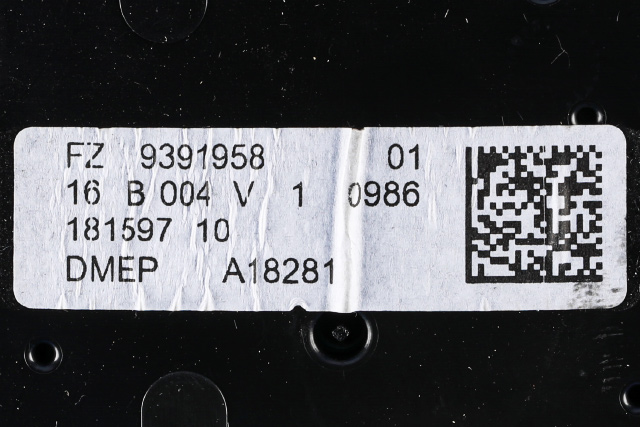 FZ 9391958 01
16 B 004 V 1 0986
181597 10
DMEP A18281